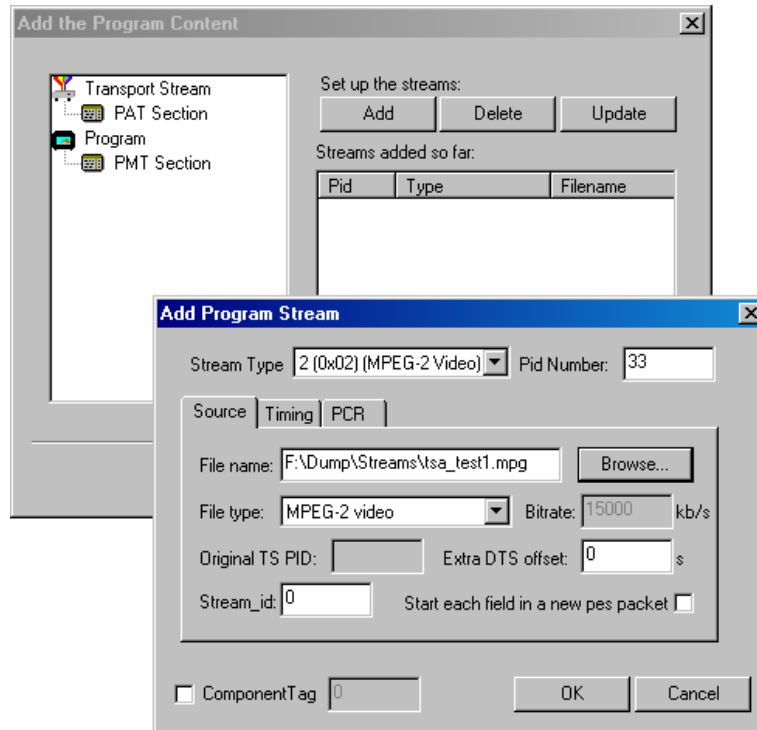 Add the Program Content
Transport Stream
PAT Section
Program
PMT Section
Set up the streams:
Add Delete Update
Streams added so far:
Pid Type Filename
Add Program Stream
Stream Type 2 (0x02) (MPEG-2 Video) Pid Number: 33
Source Timing PCR
File name: F:\Dump\Streams\tsa_test1.mpg Browse...
File type: MPEG-2 video Bitrate: 15000 kb/s
Original TS PID: Extra DTS offset: 0 s
Stream_id: 0 Start each field in a new pes packet
ComponentTag 0 OK Cancel